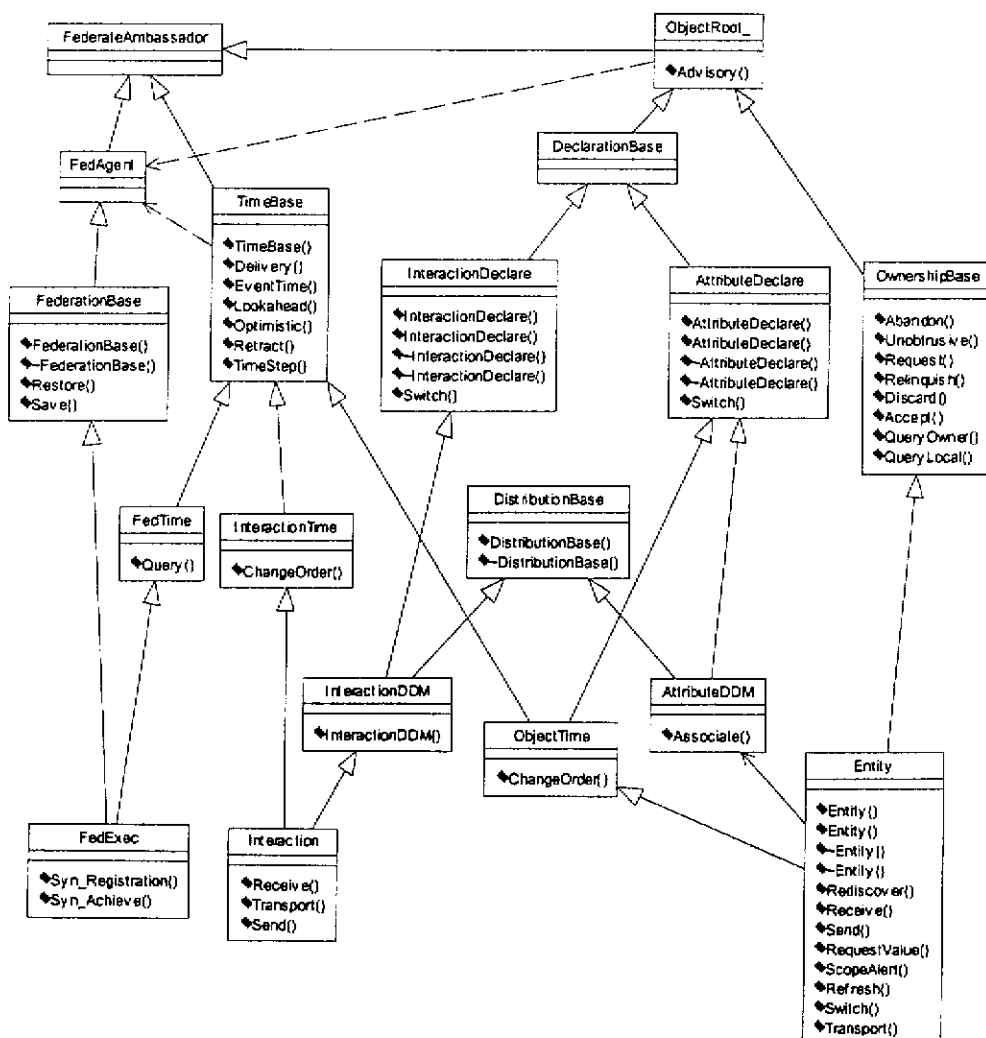 FederateAmbassador
ObjectRoot_
Advisory()
FedAgent
DeclarationBase
TimeBase
TimeBase()
Delivery()
EventTime()
Lookahead()
Optimistic()
Retract()
TimeStep()
InteractionDeclare
InteractionDeclare()
InteractionDeclare()
~InteractionDeclare()
~InteractionDeclare()
Switch()
AttributeDeclare
AttributeDeclare()
AttributeDeclare()
~AttributeDeclare()
~AttributeDeclare()
Switch()
OwnershipBase
Abandon()
Unobtrusive()
Request()
Relinquish()
Discard()
Accept()
QueryOwner()
QueryLocal()
FederationBase
FederationBase()
~FederationBase()
Restore()
Save()
DistributionBase
DistributionBase()
~DistributionBase()
FedTime
Query()
InteractionTime
ChangeOrder()
InteractionDDM
InteractionDDM()
AttributeDDM
Associate()
ObjectTime
ChangeOrder()
Entity
Entity()
Entity()
~Entity()
~Entity()
Rediscover()
Receive()
Send()
RequestValue()
ScopeAlert()
Refresh()
Switch()
Transport()
FedExec
Syn_Registration()
Syn_Achieve()
Interaction
Receive()
Transport()
Send()